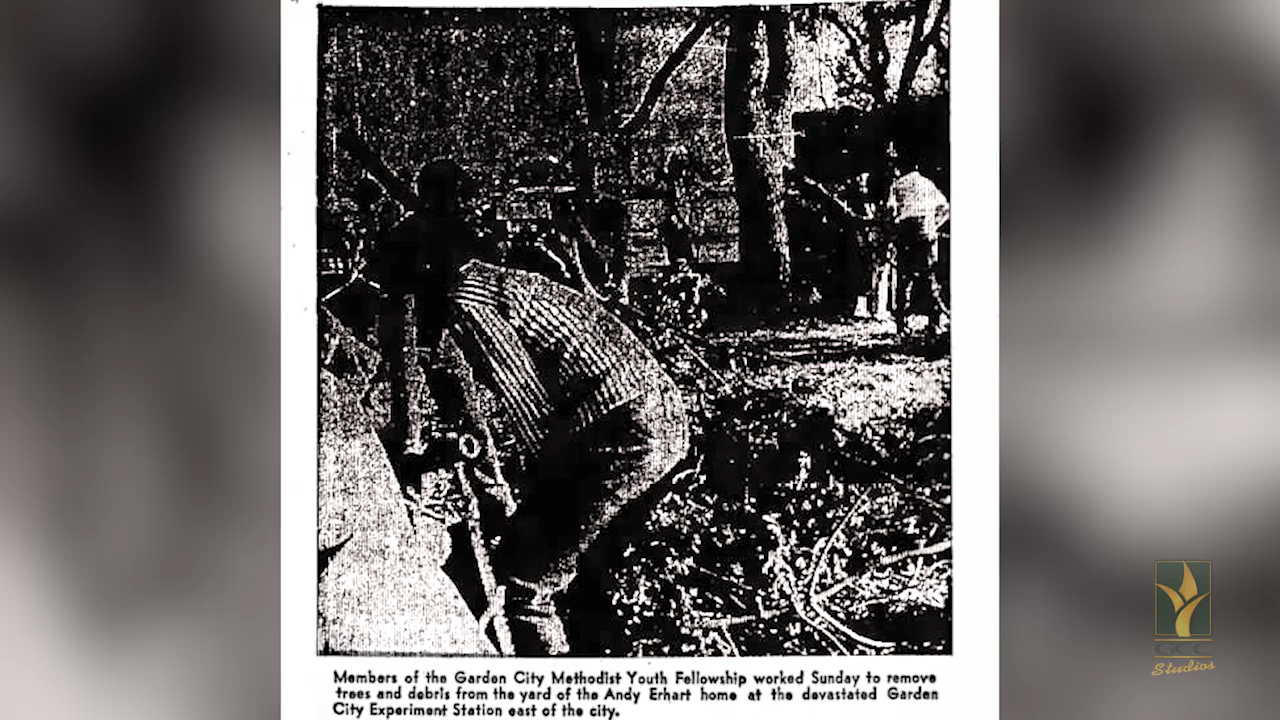 Members of the Garden City Methodist Youth Fellowship worked Sunday to remove
trees and debris from the yard of the Andy Erhart home at the devastated Garden
City Experiment Station east of the city.
GCC
Studios